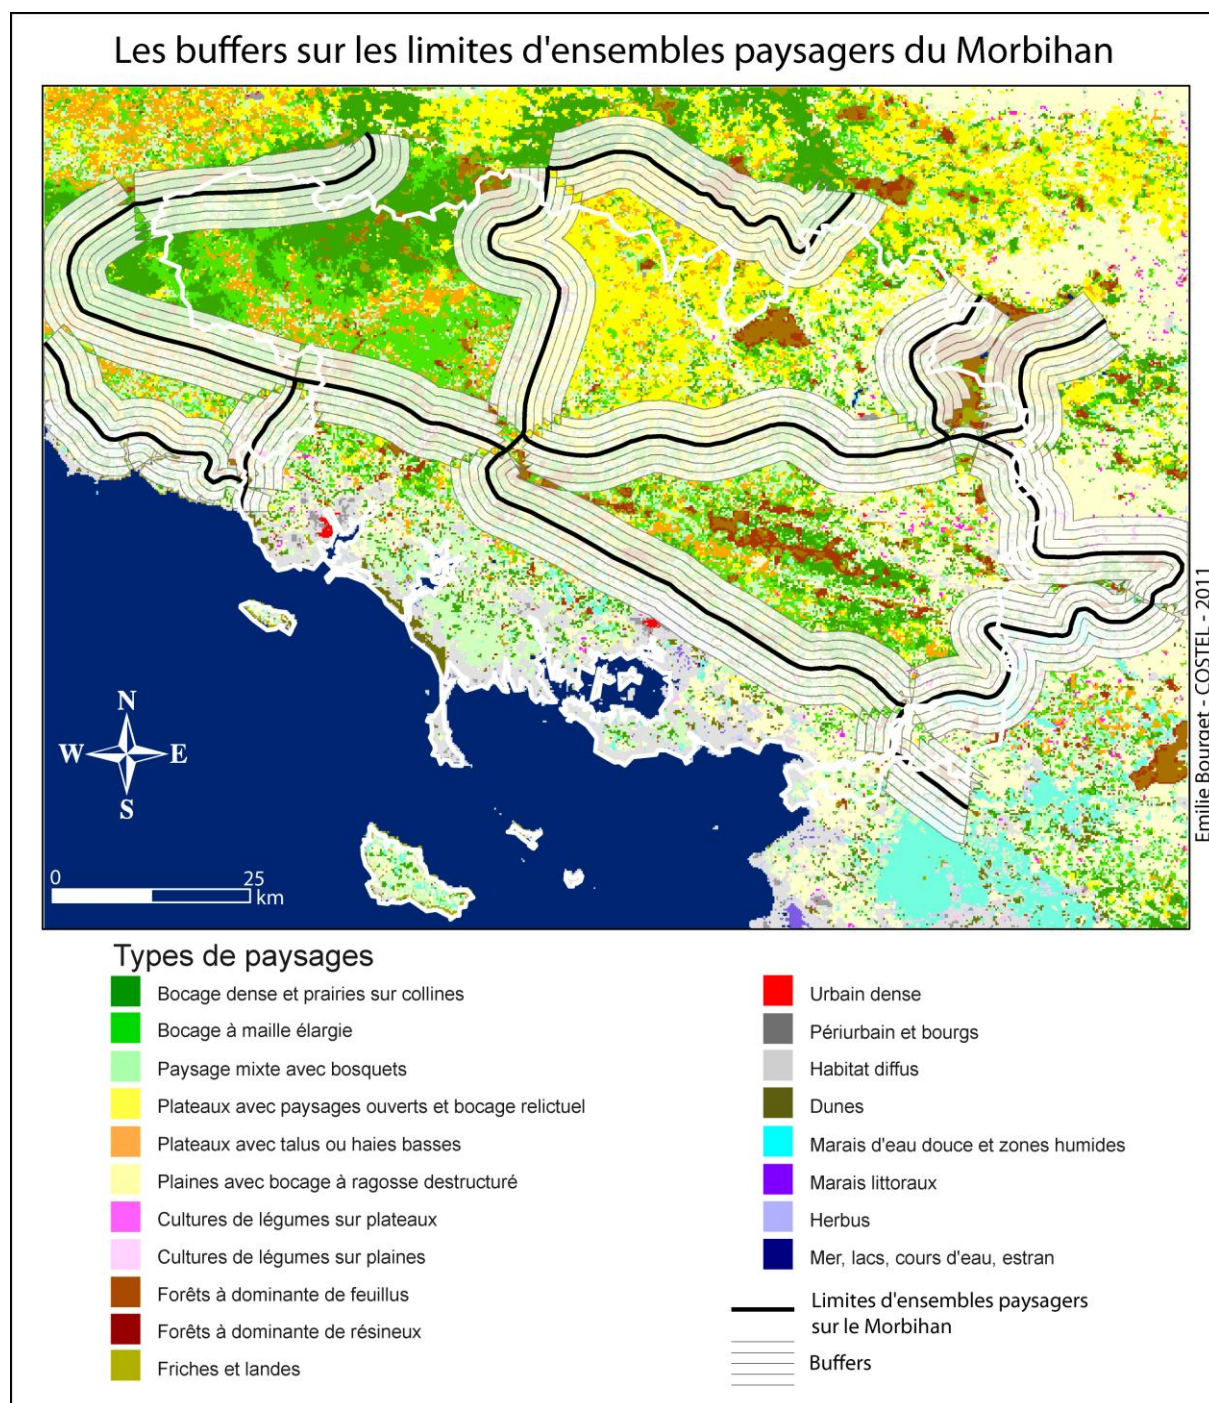 Les buffers sur les limites d'ensembles paysagers du Morbihan
N
W E
S
0 25
km
Emilie Bourget - COSTEL - 2011
Types de paysages
Bocage dense et prairies sur collines
Bocage à maille élargie
Paysage mixte avec bosquets
Plateaux avec paysages ouverts et bocage relictuel
Plateaux avec talus ou haies basses
Plaines avec bocage à ragosse destructuré
Cultures de légumes sur plateaux
Cultures de légumes sur plaines
Forêts à dominante de feuillus
Forêts à dominante de résineux
Friches et landes
Urbain dense
Périurbain et bourgs
Habitat diffus
Dunes
Marais d'eau douce et zones humides
Marais littoraux
Herbus
Mer, lacs, cours d'eau, estran
Limites d'ensembles paysagers
sur le Morbihan
Buffers